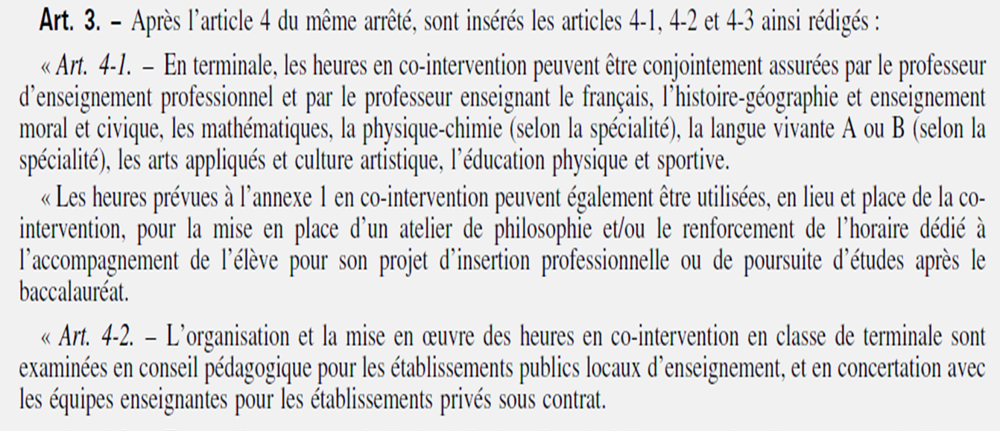 Art. 3. – Après l'article 4 du même arrêté, sont insérés les articles 4-1, 4-2 et 4-3 ainsi rédigés :
« Art. 4-1. – En terminale, les heures en co-intervention peuvent être conjointement assurées par le professeur
d'enseignement professionnel et par le professeur enseignant le français, l'histoire-géographie et enseignement
moral et civique, les mathématiques, la physique-chimie (selon la spécialité), la langue vivante A ou B (selon la
spécialité), les arts appliqués et culture artistique, l'éducation physique et sportive.
« Les heures prévues à l'annexe 1 en co-intervention peuvent également être utilisées, en lieu et place de la co-
intervention, pour la mise en place d'un atelier de philosophie et/ou le renforcement de l'horaire dédié à
l'accompagnement de l'élève pour son projet d'insertion professionnelle ou de poursuite d'études après le
baccalauréat.
« Art. 4-2. – L'organisation et la mise en œuvre des heures en co-intervention en classe de terminale sont
examinées en conseil pédagogique pour les établissements publics locaux d'enseignement, et en concertation avec
les équipes enseignantes pour les établissements privés sous contrat.